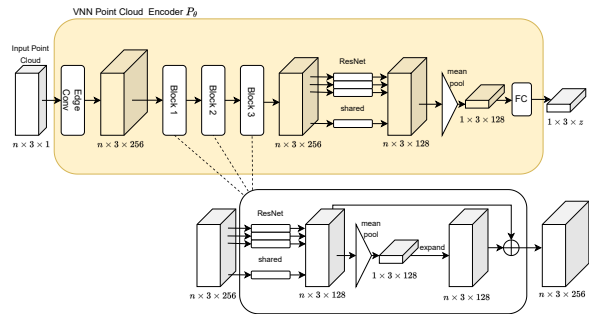 VNN Point Cloud Encoder $P_\theta$
Input Point
Cloud
Edge
Conv
Block 1
Block 2
Block 3
ResNet
shared
mean
pool
FC
n × 3 × 1
n × 3 × 256
n × 3 × 256
n × 3 × 128
1 × 3 × 128
1 × 3 × z
ResNet
shared
mean
pool
expand
1 × 3 × 128
n × 3 × 256
n × 3 × 128
n × 3 × 128
n × 3 × 256